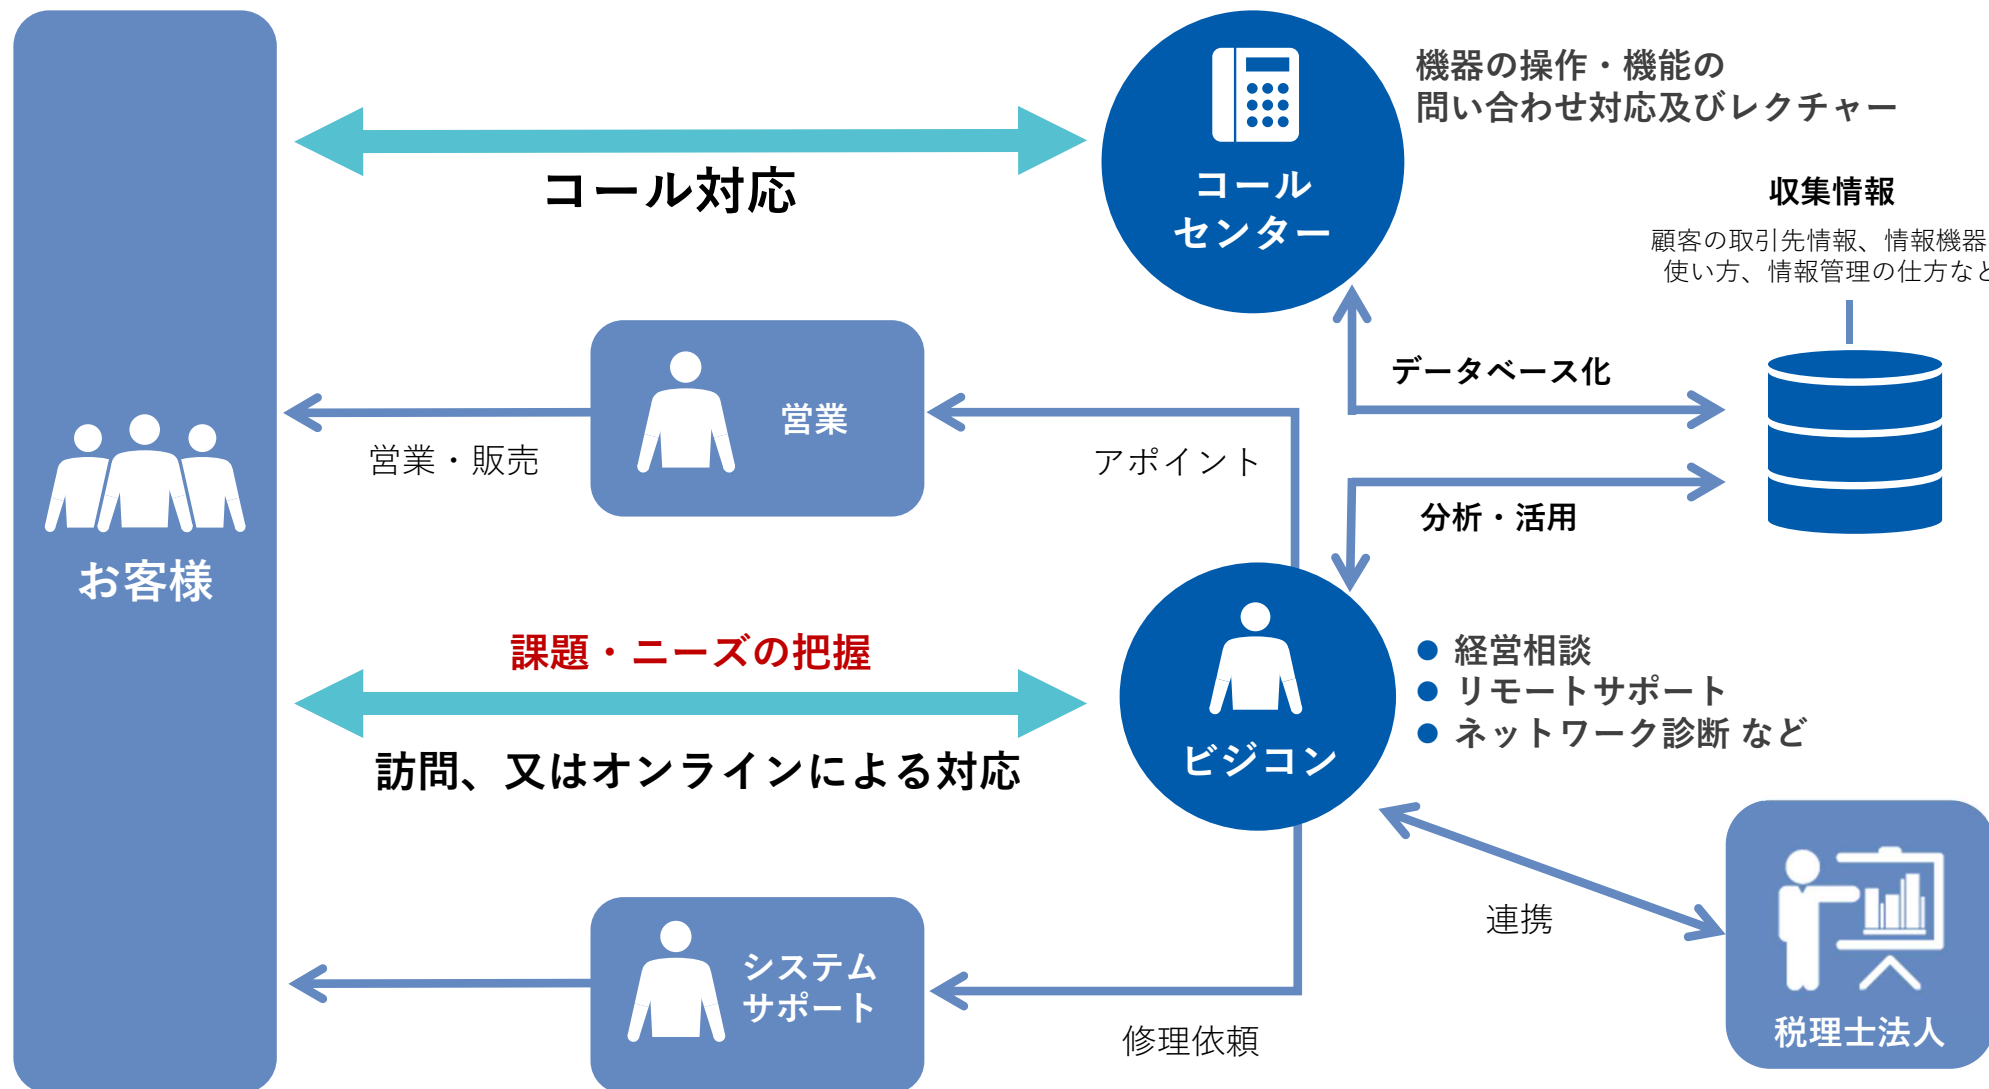 機器の操作・機能の
問い合わせ対応及びレクチャー
コール
センター
コール対応
収集情報
顧客の取引先情報、情報機器
使い方、情報管理の仕方など
データベース化
営業
営業・販売
アポイント
分析・活用
お客様
課題・ニーズの把握
訪問、又はオンラインによる対応
ビジコン
経営相談
リモートサポート
ネットワーク診断 など
連携
システム
サポート
修理依頼
税理士法人